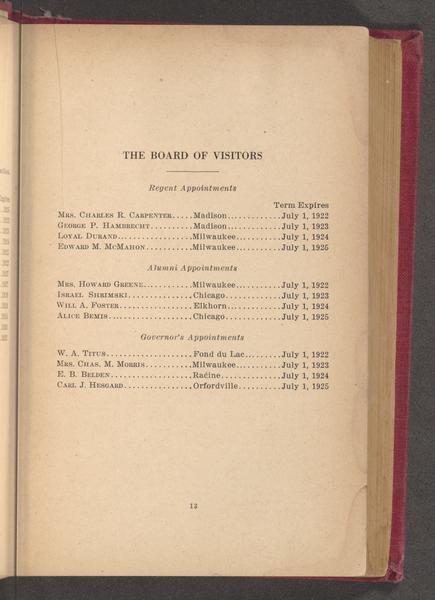 THE BOARD OF VISITORS
Regent Appointments
Term Expires
MRS. CHARLES R. CARPENTER.....Madison............July 1, 1922
GEORGE P. HAMBRECHT..........Madison............July 1, 1923
LOYAL DURAND.................Milwaukee..........July 1, 1924
EDWARD M. MCMAHON...........Milwaukee..........July 1, 1925
Alumni Appointments
MRS. HOWARD GREENE...........Milwaukee..........July 1, 1922
ISRAEL SHRIMSKI...............Chicago............July 1, 1923
WILL A. FOSTER................Elkhorn............July 1, 1924
ALICE BEMIS...................Chicago............July 1, 1925
Governor's Appointments
W. A. TITUS...................Fond du Lac........July 1, 1922
MRS. CHAS. M. MORRIS..........Milwaukee..........July 1, 1923
E. B. BELDEN..................Racine.............July 1, 1924
CARL J. HESGARD...............Orfordville........July 1, 1925
13